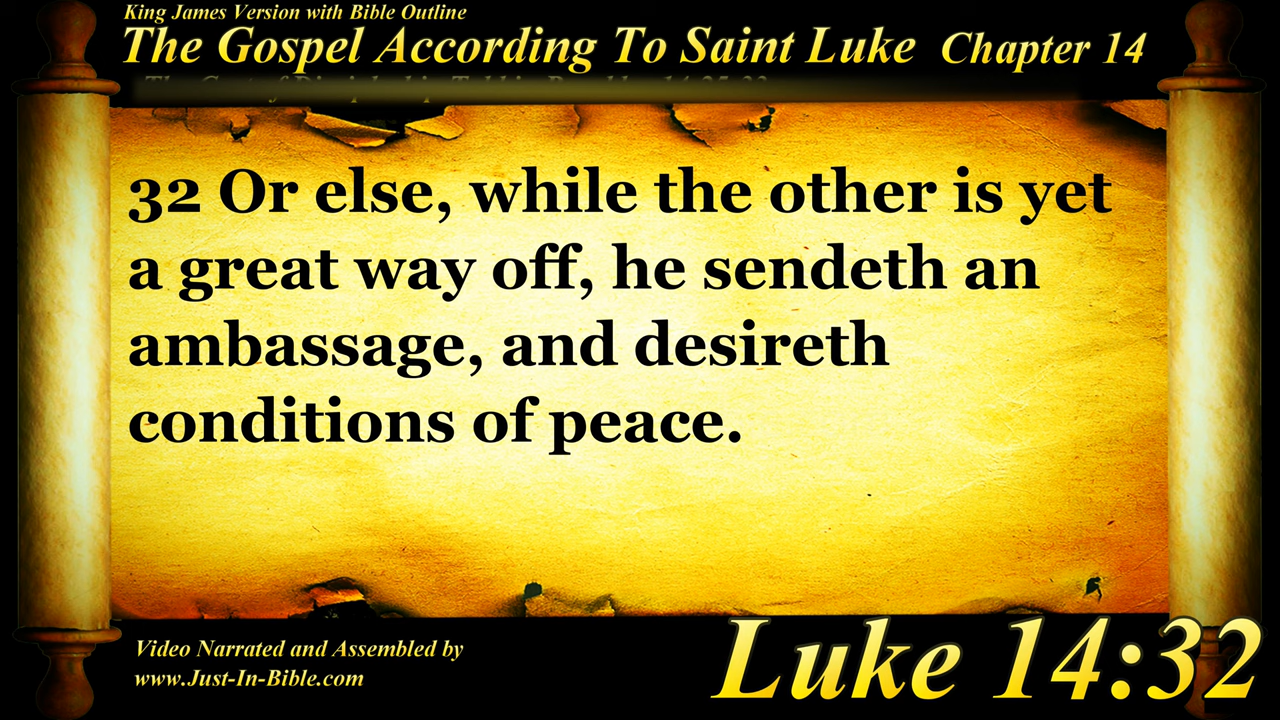 King James Version with Bible Outline
The Gospel According To Saint Luke Chapter 14
32 Or else, while the other is yet
a great way off, he sendeth an
ambassage, and desireth
conditions of peace.
Video Narrated and Assembled by
www.Just-In-Bible.com
Luke 14:32